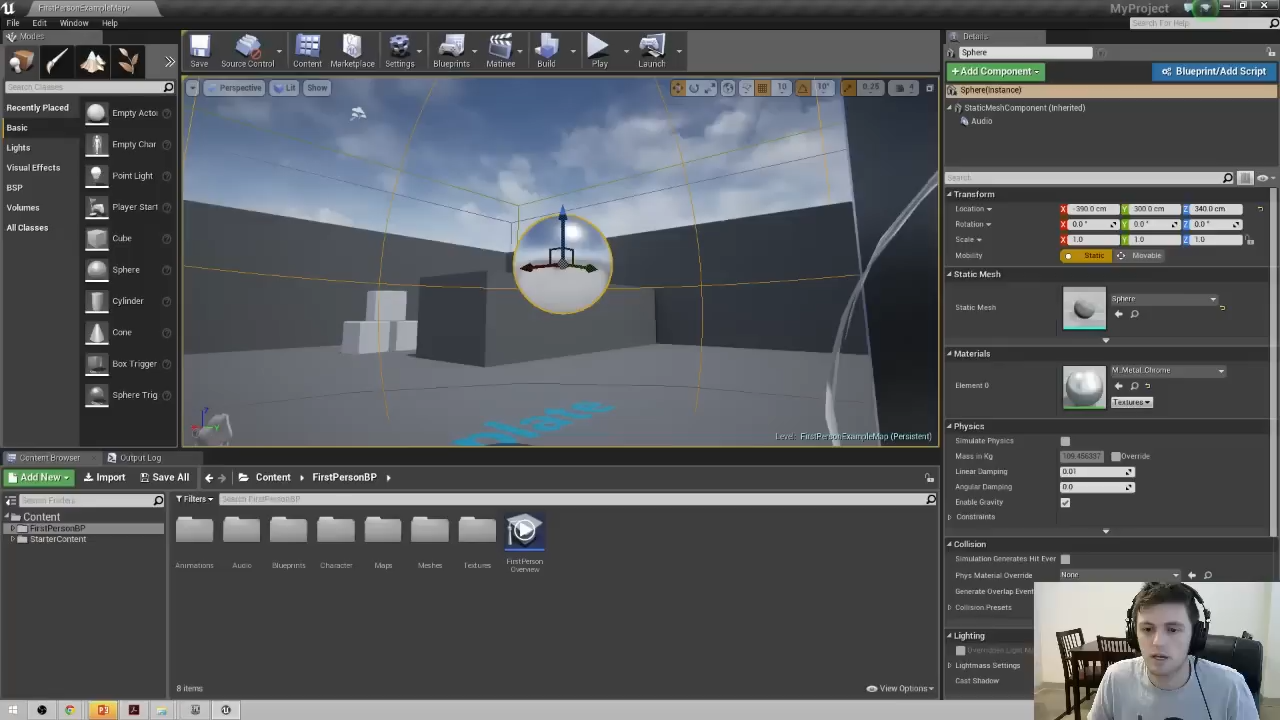 FirstPersonExampleMap*
MyProject
File
Edit
Window
Help
Search For Help
Modes
Search Classes
Recently Placed
Basic
Lights
Visual Effects
BSP
Volumes
All Classes
Empty Acto
Empty Char
Point Light
Player Start
Cube
Sphere
Cylinder
Cone
Box Trigger
Sphere Trig
Save
Source Control
Content
Marketplace
Settings
Blueprints
Matinee
Build
Play
Launch
Perspective
Lit
Show
10
10°
0.25
4
Level: FirstPersonExampleMap (Persistent)
Details
Sphere
+Add Component
Blueprint/Add Script
Sphere(Instance)
StaticMeshComponent (Inherited)
Audio
Search
Transform
Location
X -390.0 cm
Y 300.0 cm
Z 340.0 cm
Rotation
X 0.0 °
Y 0.0 °
Z 0.0 °
Scale
X 1.0
Y 1.0
Z 1.0
Mobility
Static
Movable
Static Mesh
Static Mesh
Sphere
Materials
Element 0
M_Metal_Chrome
Textures
Physics
Simulate Physics
Mass in Kg
109.456337
Override
Linear Damping
0.01
Angular Damping
0.0
Enable Gravity
Constraints
Collision
Simulation Generates Hit Ever
Phys Material Override
None
Generate Overlap Event
Collision Presets
Lighting
Lightmass Settings
Cast Shadow
Content Browser
Output Log
Add New
Import
Save All
Content
FirstPersonBP
Search Folders
Content
FirstPersonBP
StarterContent
Filters
Search FirstPersonBP
Animations
Audio
Blueprints
Character
Maps
Meshes
Textures
FirstPerson
Overview
8 items
View Options